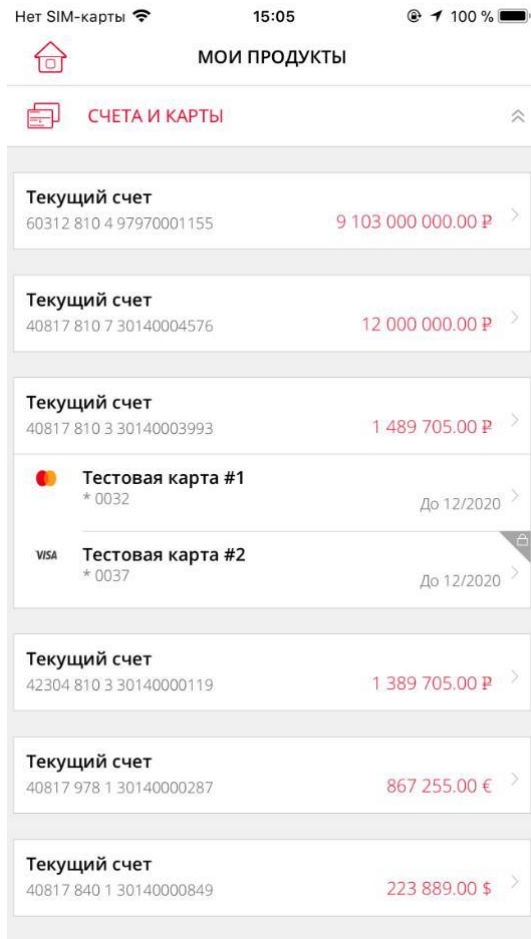 Нет SIM-карты 15:05 100 %
МОИ ПРОДУКТЫ
СЧЕТА И КАРТЫ
Текущий счет
60312 810 4 97970001155 9 103 000 000.00 ₽
Текущий счет
40817 810 7 30140004576 12 000 000.00 ₽
Текущий счет
40817 810 3 30140003993 1 489 705.00 ₽
Тестовая карта #1
* 0032 До 12/2020
VISA Тестовая карта #2
* 0037 До 12/2020
Текущий счет
42304 810 3 30140000119 1 389 705.00 ₽
Текущий счет
40817 978 1 30140000287 867 255.00 €
Текущий счет
40817 840 1 30140000849 223 889.00 $